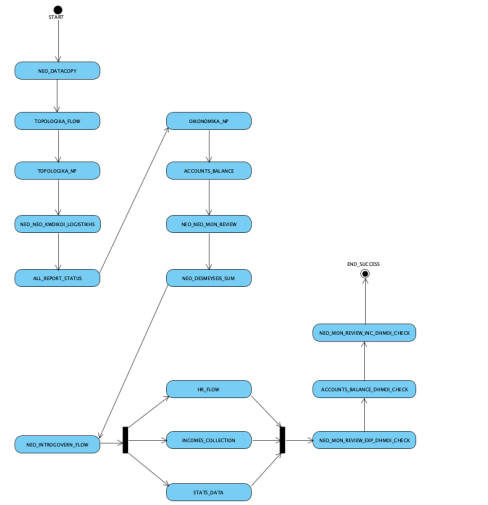 START
NEO_DATACOPY
TOPOLOGIKA_FLOW
TOPOLOGIKA_NP
NEO_NEO_KWDIKOI_LOGISTIKHS
ALL_REPORT_STATUS
OIKONOMIKA_NP
ACCOUNTS_BALANCE
NEO_NEO_MON_REVIEW
NEO_DESMEYSEIS_SUM
NEO_INTROGOVERN_FLOW
HR_FLOW
INCOMES_COLLECTION
STATS_DATA
NEO_MON_REVIEW_EXP_DHMOI_CHECK
ACCOUNTS_BALANCE_DHMOI_CHECK
NEO_MON_REVIEW_INC_DHMOI_CHECK
END_SUCCESS